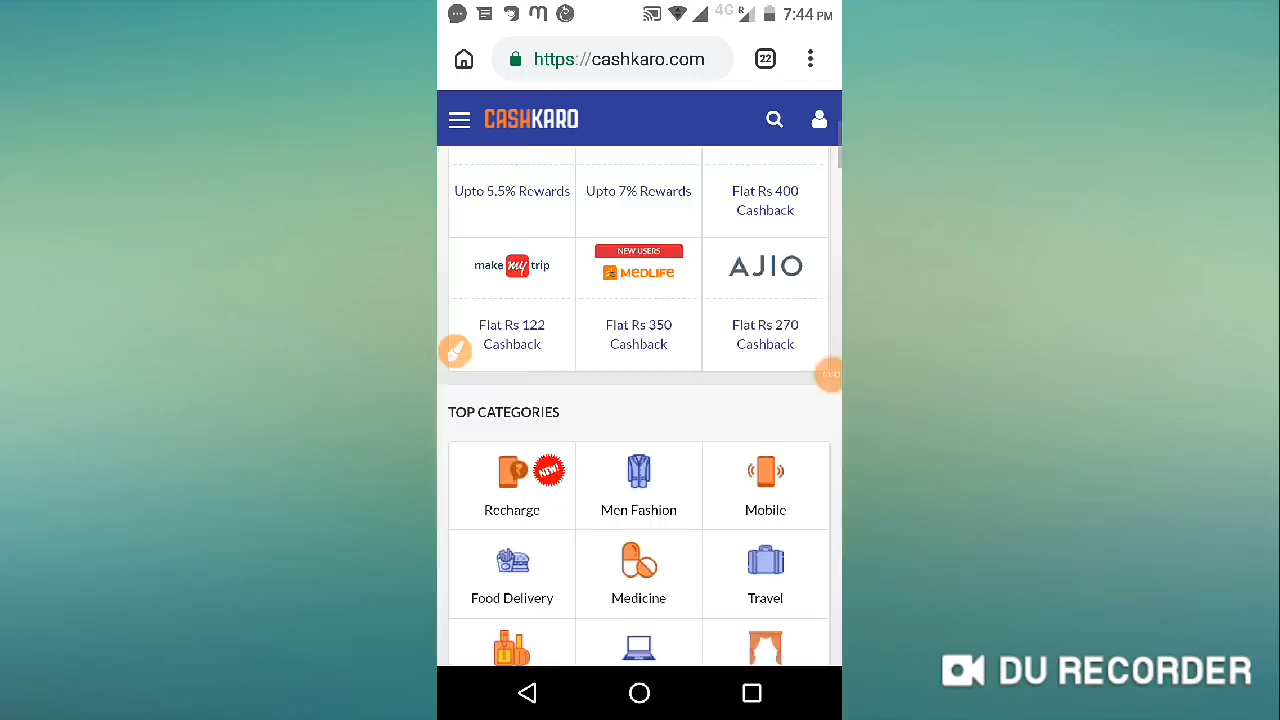 4G R 7:44 PM
https://cashkaro.com
22
CASHKARO
Upto 5.5% Rewards
Upto 7% Rewards
Flat Rs 400
Cashback
make my trip
NEW USERS
MEDLIFE
AJIO
Flat Rs 122
Cashback
Flat Rs 350
Cashback
Flat Rs 270
Cashback
TOP CATEGORIES
NEW!
Recharge
Men Fashion
Mobile
Food Delivery
Medicine
Travel
DU RECORDER